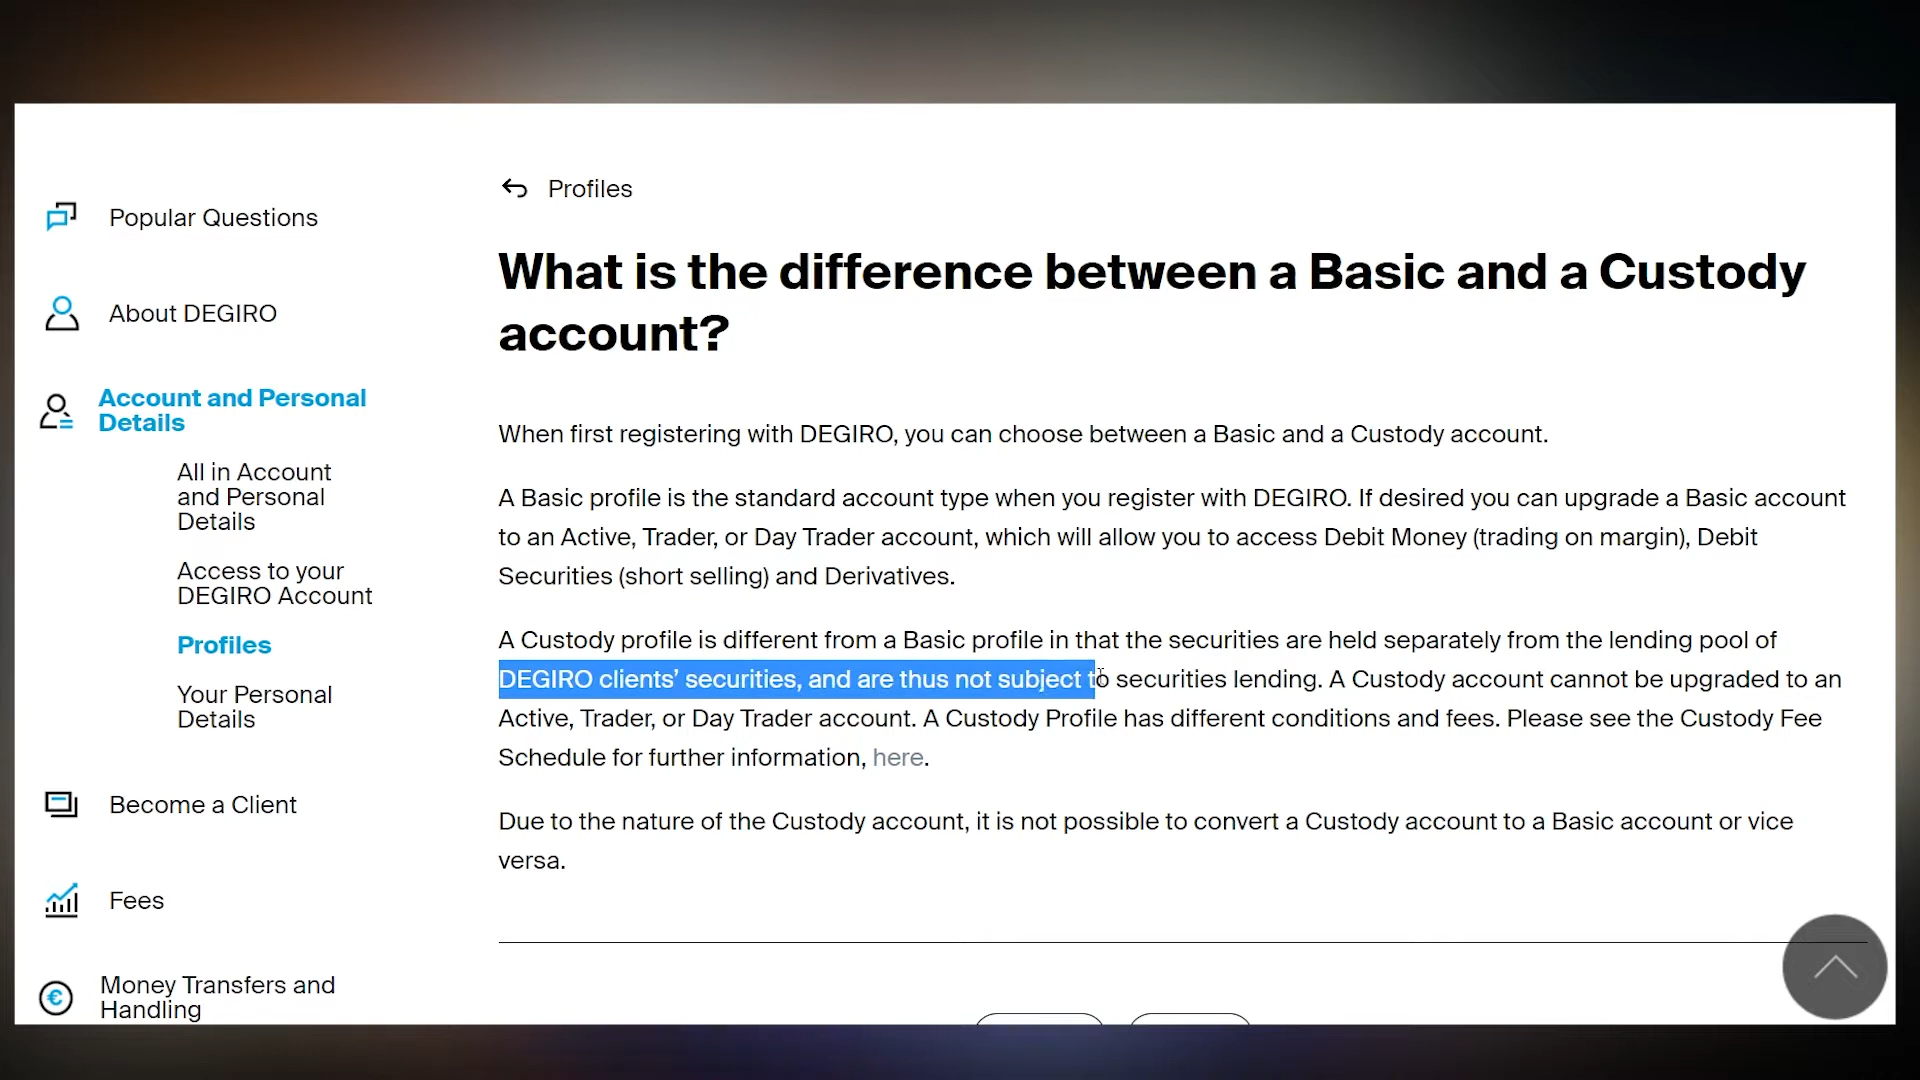 Popular Questions
About DEGIRO
Account and Personal
Details
All in Account
and Personal
Details
Access to your
DEGIRO Account
Profiles
Your Personal
Details
Become a Client
Fees
Money Transfers and
Handling
Profiles
What is the difference between a Basic and a Custody
account?
When first registering with DEGIRO, you can choose between a Basic and a Custody account.
A Basic profile is the standard account type when you register with DEGIRO. If desired you can upgrade a Basic account
to an Active, Trader, or Day Trader account, which will allow you to access Debit Money (trading on margin), Debit
Securities (short selling) and Derivatives.
A Custody profile is different from a Basic profile in that the securities are held separately from the lending pool of
DEGIRO clients’ securities, and are thus not subject to securities lending. A Custody account cannot be upgraded to an
Active, Trader, or Day Trader account. A Custody Profile has different conditions and fees. Please see the Custody Fee
Schedule for further information, here.
Due to the nature of the Custody account, it is not possible to convert a Custody account to a Basic account or vice
versa.